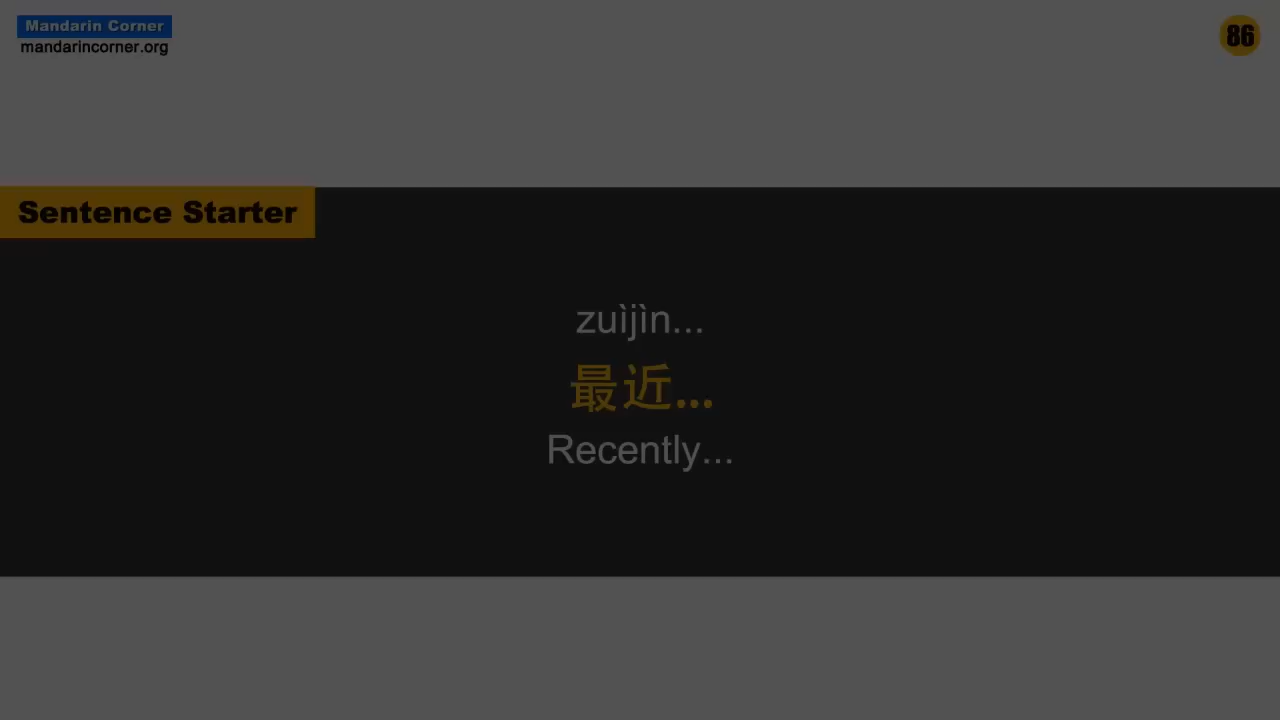 Mandarin Corner
mandarincorner.org
86
Sentence Starter
zuìjìn...
最近...
Recently...